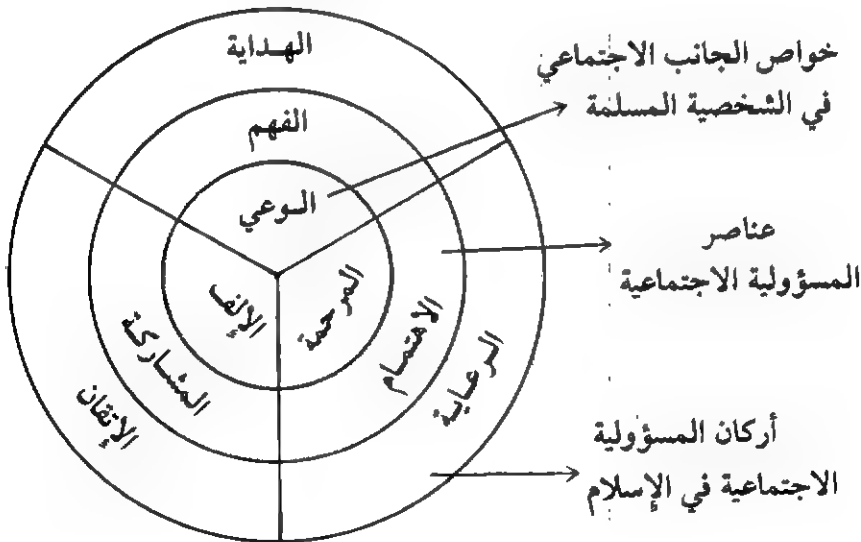 الهداية
الفهم
الوعي
المرحمة
الإلف
الاهتمام
المشاركة
الرعاية
الإتقان
خواص الجانب الاجتماعي
في الشخصية المسلمة
عناصر
المسؤولية الاجتماعية
أركان المسؤولية
الاجتماعية في الإسلام